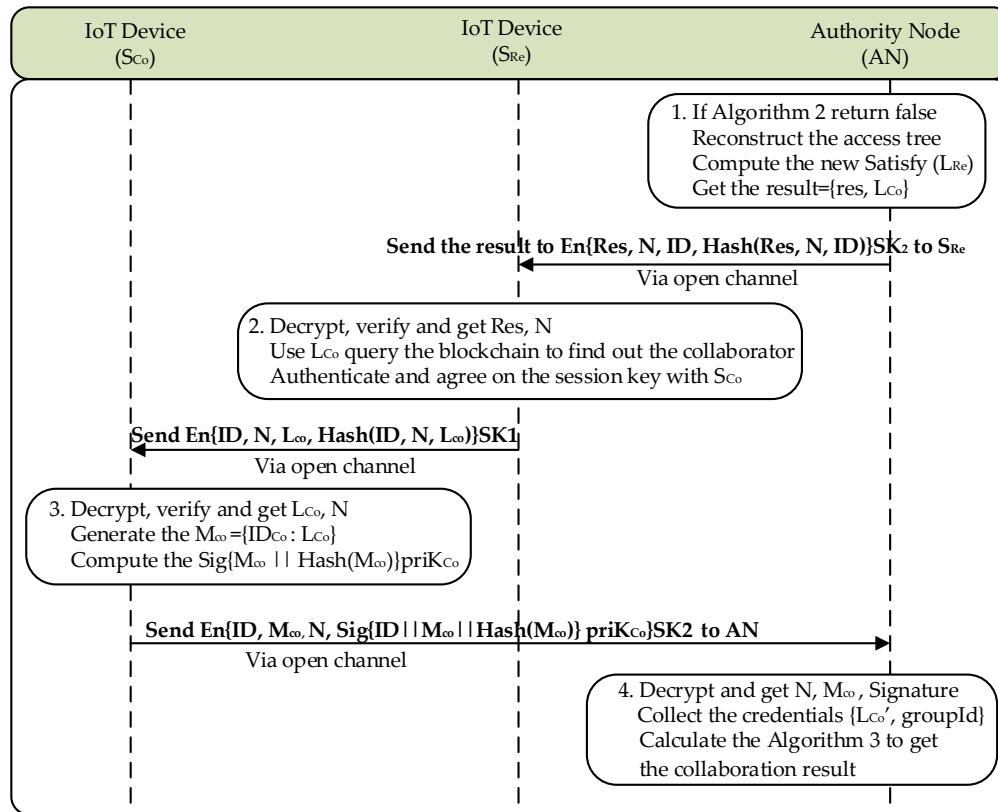 IoT Device
(SCo)
IoT Device
(SRe)
Authority Node
(AN)
1. If Algorithm 2 return false
Reconstruct the access tree
Compute the new Satisfy (LRe)
Get the result={res, LCo}
Send the result to En{Res, N, ID, Hash(Res, N, ID)}SK2 to SRe
Via open channel
2. Decrypt, verify and get Res, N
Use LCo query the blockchain to find out the collaborator
Authenticate and agree on the session key with SCo
Send En{ID, N, Lco, Hash(ID, N, Lco)}SK1
Via open channel
3. Decrypt, verify and get LCo, N
Generate the Mco={IDCo : LCo}
Compute the Sig{Mco || Hash(Mco)}priKCo
Send En{ID, Mco, N, Sig{ID||Mco||Hash(Mco)} priKCo}SK2 to AN
Via open channel
4. Decrypt and get N, Mco, Signature
Collect the credentials {LCo’, groupId}
Calculate the Algorithm 3 to get
the collaboration result